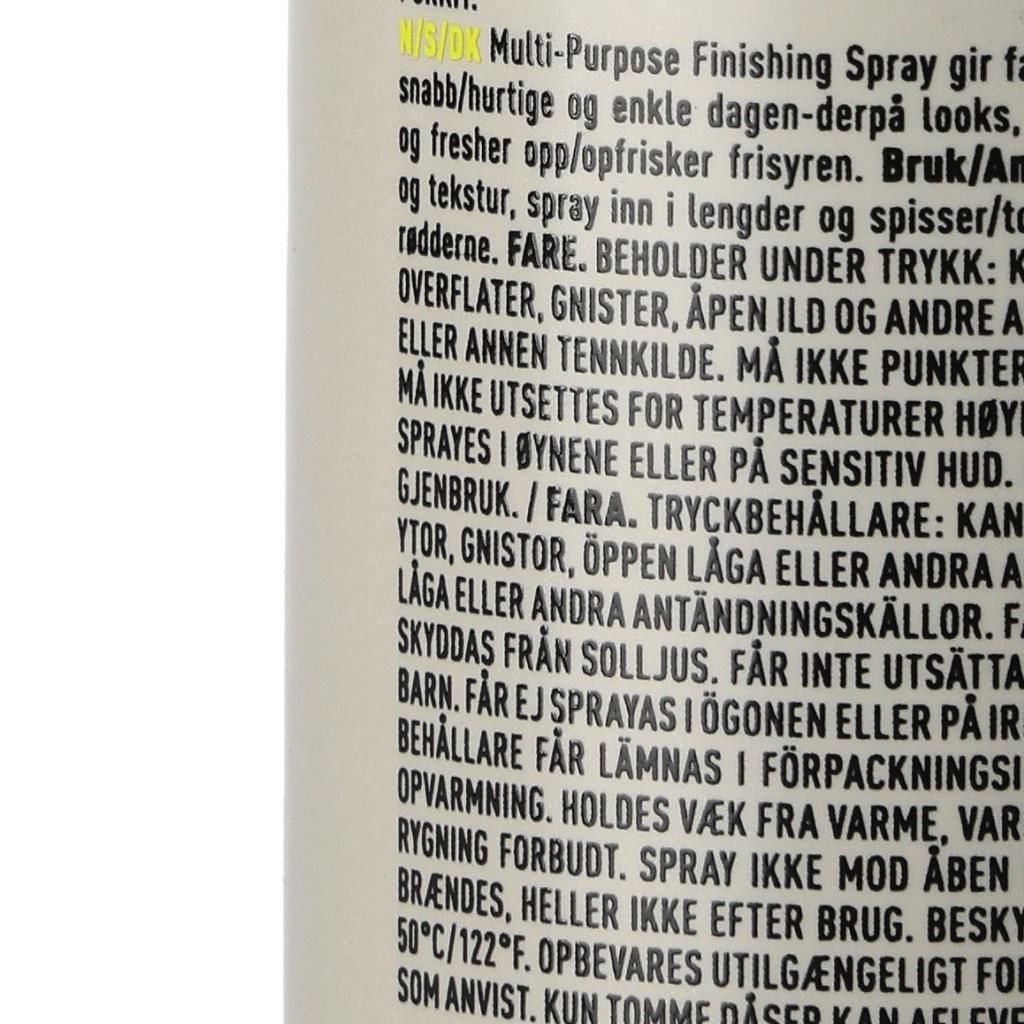 N/S/DK Multi-Purpose Finishing Spray gir
snabb/hurtige og enkle dagen-derpå looks,
og fresher opp/opfrisker frisyren. Bruk/
og tekstur, spray inn i lengder og spisser/
rødderne. FARE. BEHOLDER UNDER TRYKK:
OVERFLATER, GNISTER, ÅPEN ILD OG ANDRE
ELLER ANNEN TENNKILDE. MÅ IKKE PUNKTER
MÅ IKKE UTSETTES FOR TEMPERATURER HØY
SPRAYES I ØYNENE ELLER PÅ SENSITIV HUD.
GJENBRUK. / FARA. TRYCKBEHÅLLARE: KAN
YTOR, GNISTOR, ÖPPEN LÅGA ELLER ANDRA
LÅGA ELLER ANDRA ANTÄNDNINGSKÄLLOR.
SKYDDAS FRÅN SOLLJUS. FÅR INTE UTSÄTTA
BARN. FÅR EJ SPRAYAS I ÖGONEN ELLER PÅ IR
BEHÅLLARE FÅR LÄMNAS I FÖRPACKNINGSI
OPVARMNING. HOLDES VÆK FRA VARME, VAR
RYGNING FORBUDT. SPRAY IKKE MOD ÅBEN
BRÆNDES, HELLER IKKE EFTER BRUG. BESKY
50°C/122°F. OPBEVARES UTILGÆNGELIGT FO
SOM ANVIST. KUN TOMME DÅSER KAN AFLEVE